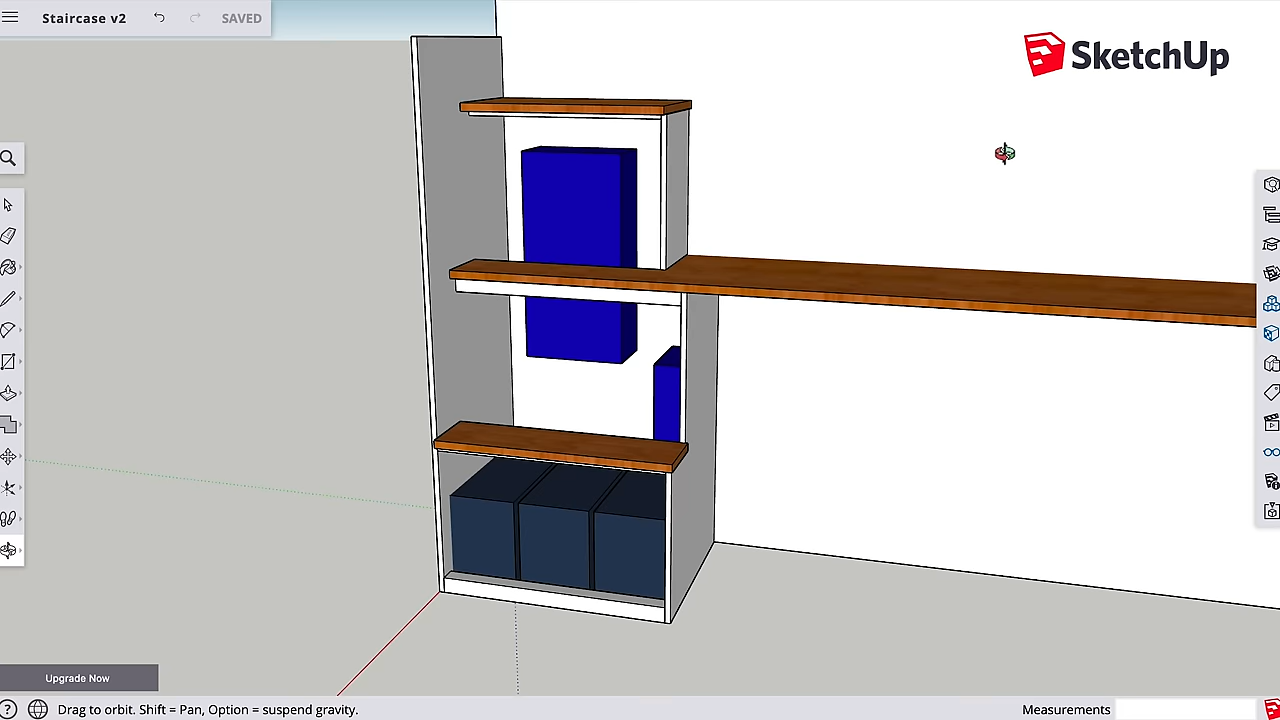 Staircase v2
SAVED
SketchUp
Upgrade Now
?
Drag to orbit. Shift = Pan, Option = suspend gravity.
Measurements